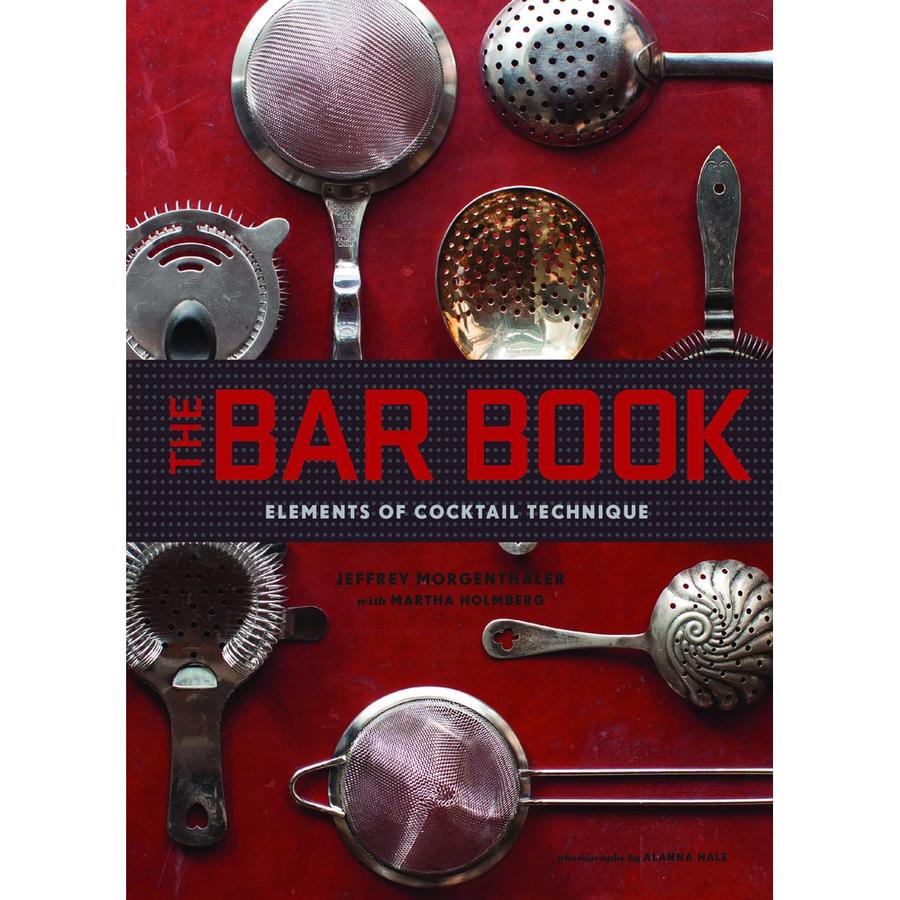 THE BAR BOOK
ELEMENTS OF COCKTAIL TECHNIQUE
JEFFREY MORGENTHALER
with MARTHA HOLMBERG
photographs by ALANNA HALE